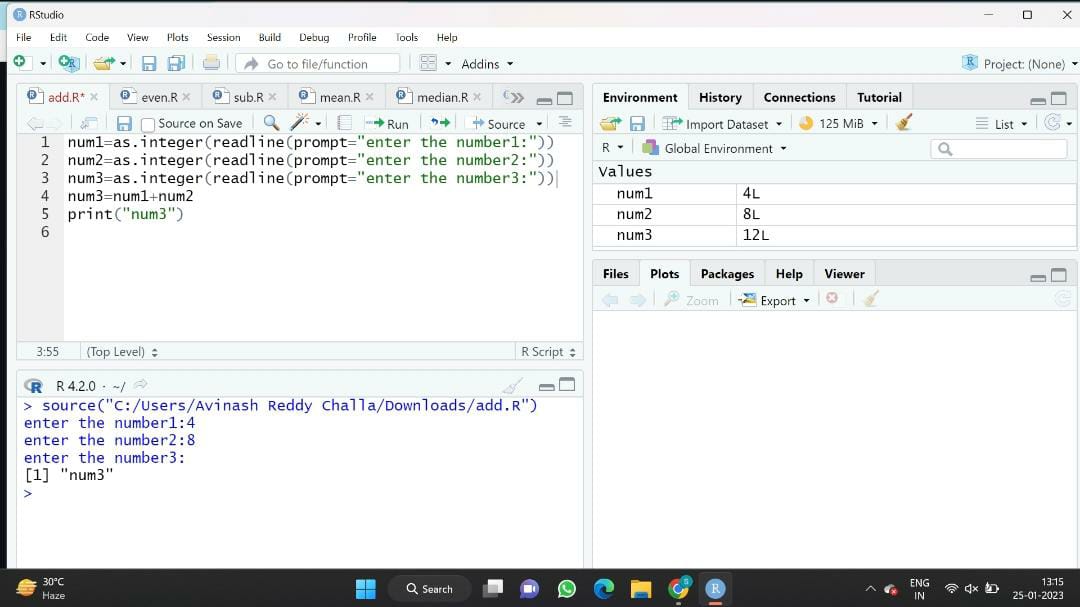 RStudio
File Edit Code View Plots Session Build Debug Profile Tools Help
Go to file/function Addins Project: (None)
add.R* even.R sub.R mean.R median.R
Source on Save Run Source
1 num1=as.integer(readline(prompt="enter the number1:"))
2 num2=as.integer(readline(prompt="enter the number2:"))
3 num3=as.integer(readline(prompt="enter the number3:"))
4 num3=num1+num2
5 print("num3")
6
3:55 (Top Level) R Script
R 4.2.0 · ~/
> source("C:/Users/Avinash Reddy Challa/Downloads/add.R")
enter the number1:4
enter the number2:8
enter the number3:
[1] "num3"
>
Environment History Connections Tutorial
Import Dataset 125 MiB List
R Global Environment
Values
num1 4L
num2 8L
num3 12L
Files Plots Packages Help Viewer
Zoom Export
30°C
Haze
Search
5
R
ENG
IN
13:15
25-01-2023